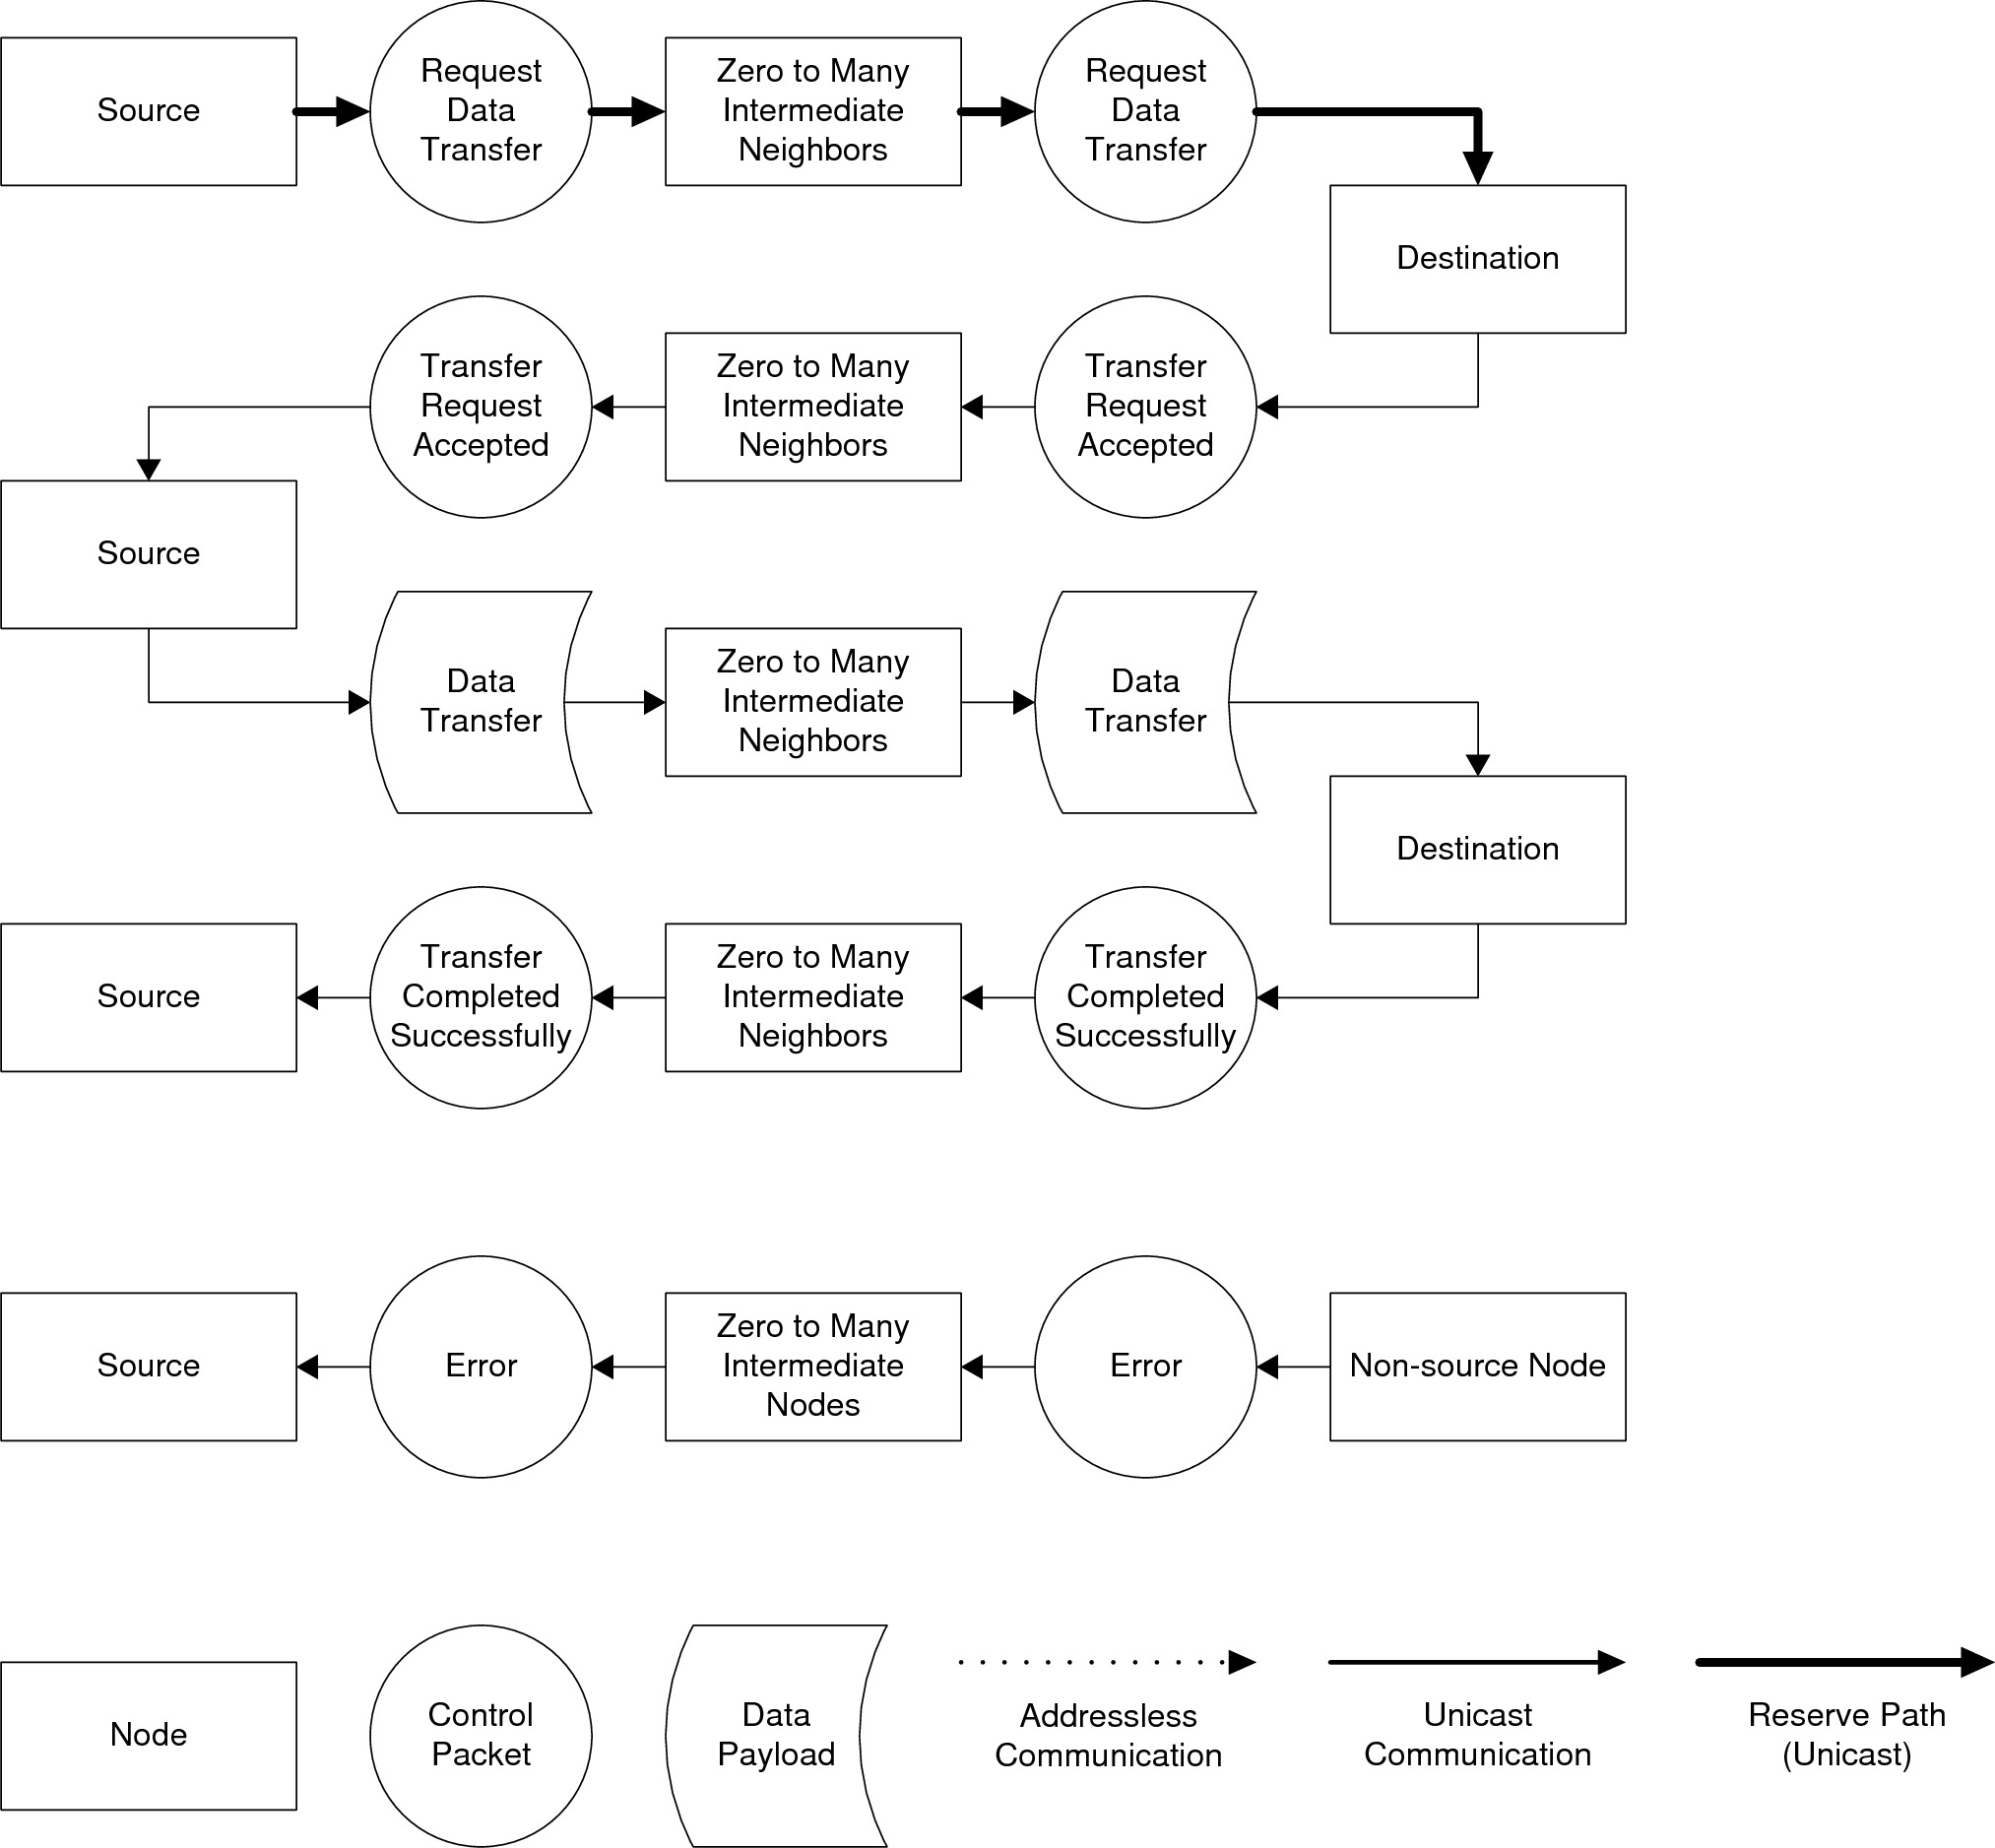 Source
Request
Data
Transfer
Zero to Many
Intermediate
Neighbors
Request
Data
Transfer
Destination
Transfer
Request
Accepted
Zero to Many
Intermediate
Neighbors
Transfer
Request
Accepted
Source
Data
Transfer
Zero to Many
Intermediate
Neighbors
Data
Transfer
Destination
Source
Transfer
Completed
Successfully
Zero to Many
Intermediate
Neighbors
Transfer
Completed
Successfully
Source
Error
Zero to Many
Intermediate
Nodes
Error
Non-source Node
Node
Control
Packet
Data
Payload
Addressless
Communication
Unicast
Communication
Reserve Path
(Unicast)